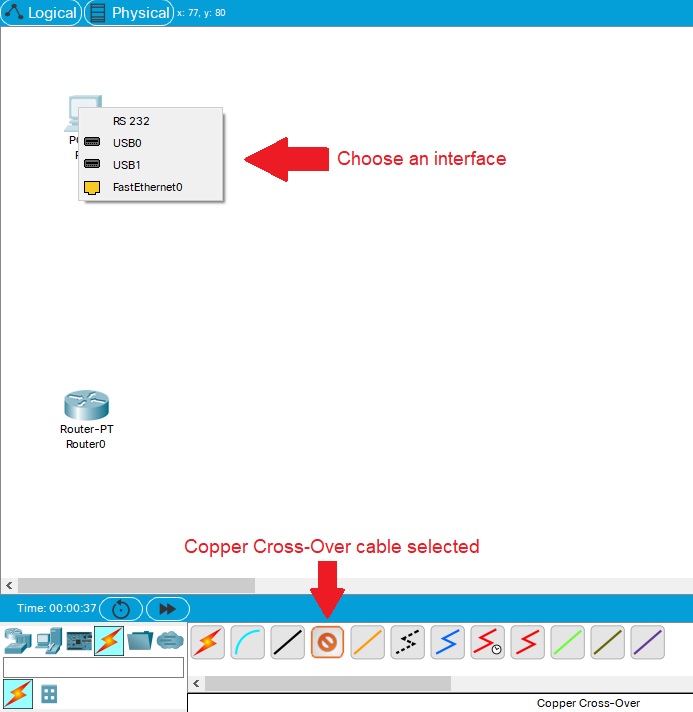 Logical Physical x: 77, y: 80
RS 232
USB0
USB1
FastEthernet0
Choose an interface
Router-PT
Router0
Copper Cross-Over cable selected
Time: 00:00:37
Copper Cross-Over